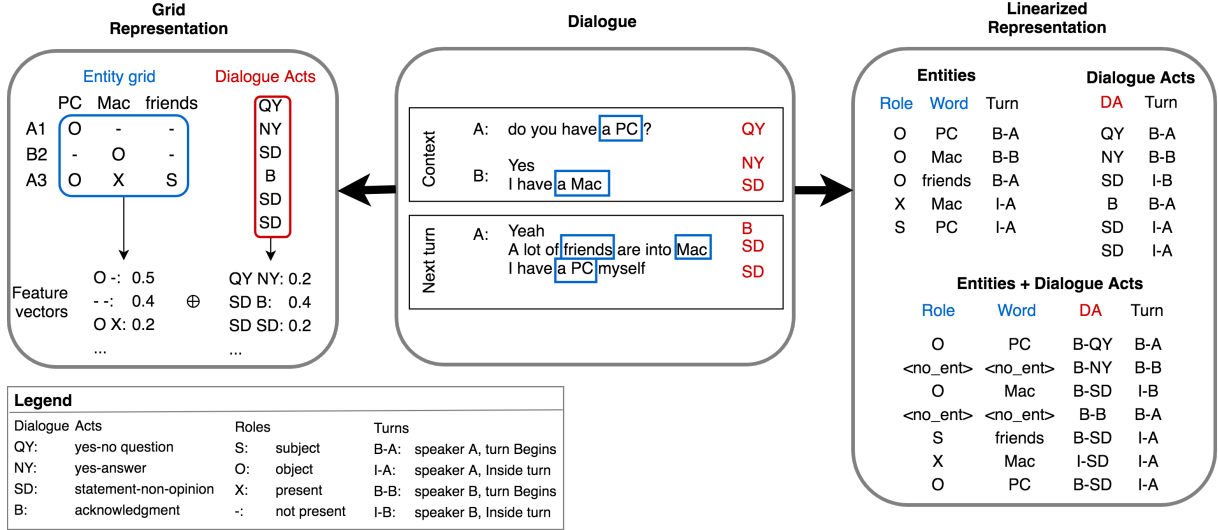 Grid
Representation
Entity grid
Dialogue Acts
PC Mac friends
A1 O - -
B2 - O -
A3 O X S
QY
NY
SD
B
SD
SD
Feature
vectors
O -: 0.5
- -: 0.4
O X: 0.2
...
⊕
QY NY: 0.2
SD B: 0.4
SD SD: 0.2
...
Dialogue
Context
A: do you have a PC ? QY
Yes NY
B: I have a Mac SD
Next turn
A: Yeah B
A lot of friends are into Mac SD
I have a PC myself SD
Linearized
Representation
Entities
Role Word Turn
O PC B-A
O Mac B-B
O friends B-A
X Mac I-A
S PC I-A
Dialogue Acts
DA Turn
QY B-A
NY B-B
SD I-B
B B-A
SD I-A
SD I-A
Entities + Dialogue Acts
Role Word DA Turn
O PC B-QY B-A
<no_ent> <no_ent> B-NY B-B
O Mac B-SD I-B
<no_ent> <no_ent> B-B B-A
S friends B-SD I-A
X Mac I-SD I-A
O PC B-SD I-A
Legend
Dialogue Acts
QY: yes-no question
NY: yes-answer
SD: statement-non-opinion
B: acknowledgment
Roles
S: subject
O: object
X: present
-: not present
Turns
B-A: speaker A, turn Begins
I-A: speaker A, Inside turn
B-B: speaker B, turn Begins
I-B: speaker B, Inside turn